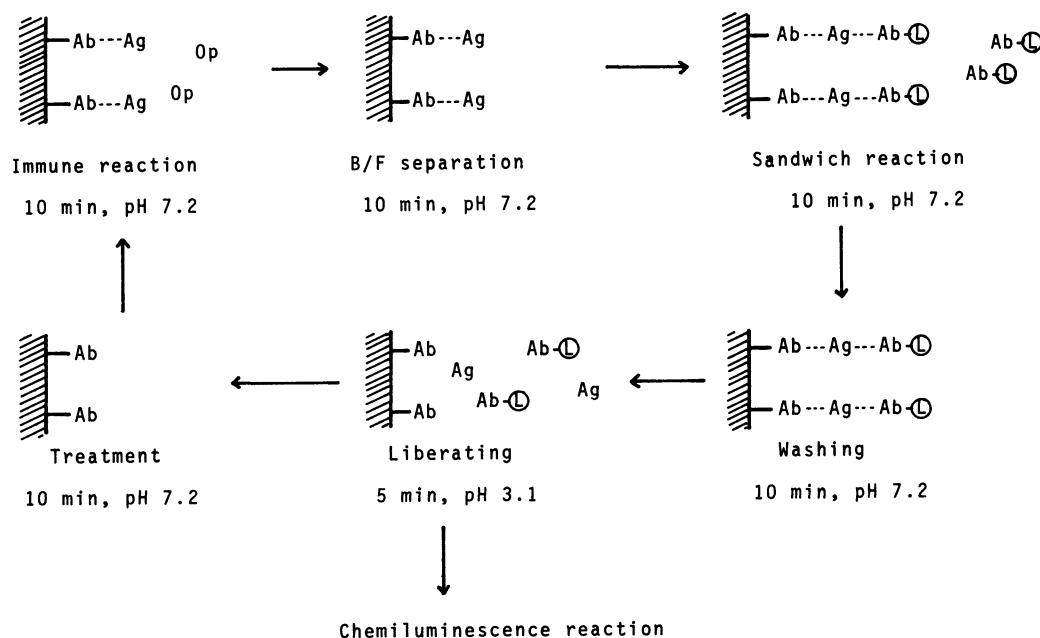 Ab---Ag
Op
Op
Ab---Ag
Immune reaction
10 min, pH 7.2
Ab---Ag
Ab---Ag
B/F separation
10 min, pH 7.2
Ab---Ag---Ab-Ⓛ
Ab-Ⓛ
Ab-Ⓛ
Ab---Ag---Ab-Ⓛ
Sandwich reaction
10 min, pH 7.2
Ab
Ab
Treatment
10 min, pH 7.2
Ab
Ab-Ⓛ
Ag
Ag
Ab-Ⓛ
Ab
Liberating
5 min, pH 3.1
Ab---Ag---Ab-Ⓛ
Ab---Ag---Ab-Ⓛ
Washing
10 min, pH 7.2
Chemiluminescence reaction